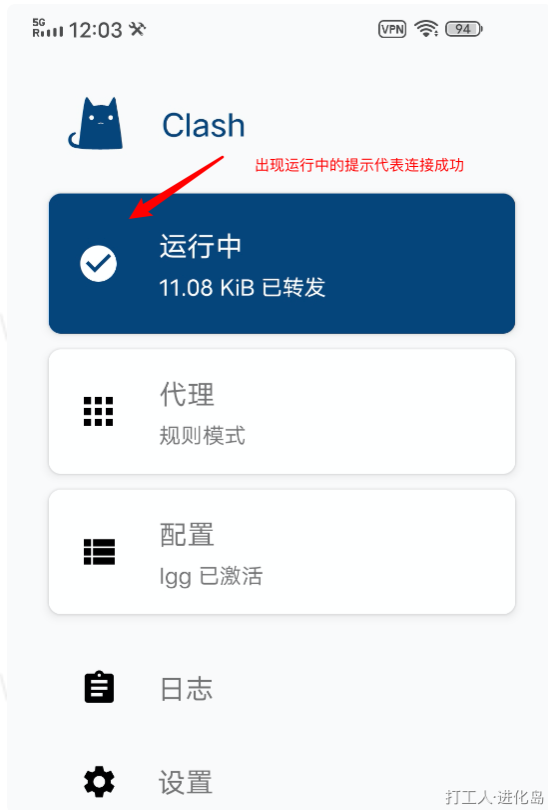 5G
R 12:03
VPN 94
Clash
出现运行中的提示代表连接成功
运行中
11.08 KiB 已转发
代理
规则模式
配置
lgg 已激活
日志
设置
打工人·进化岛